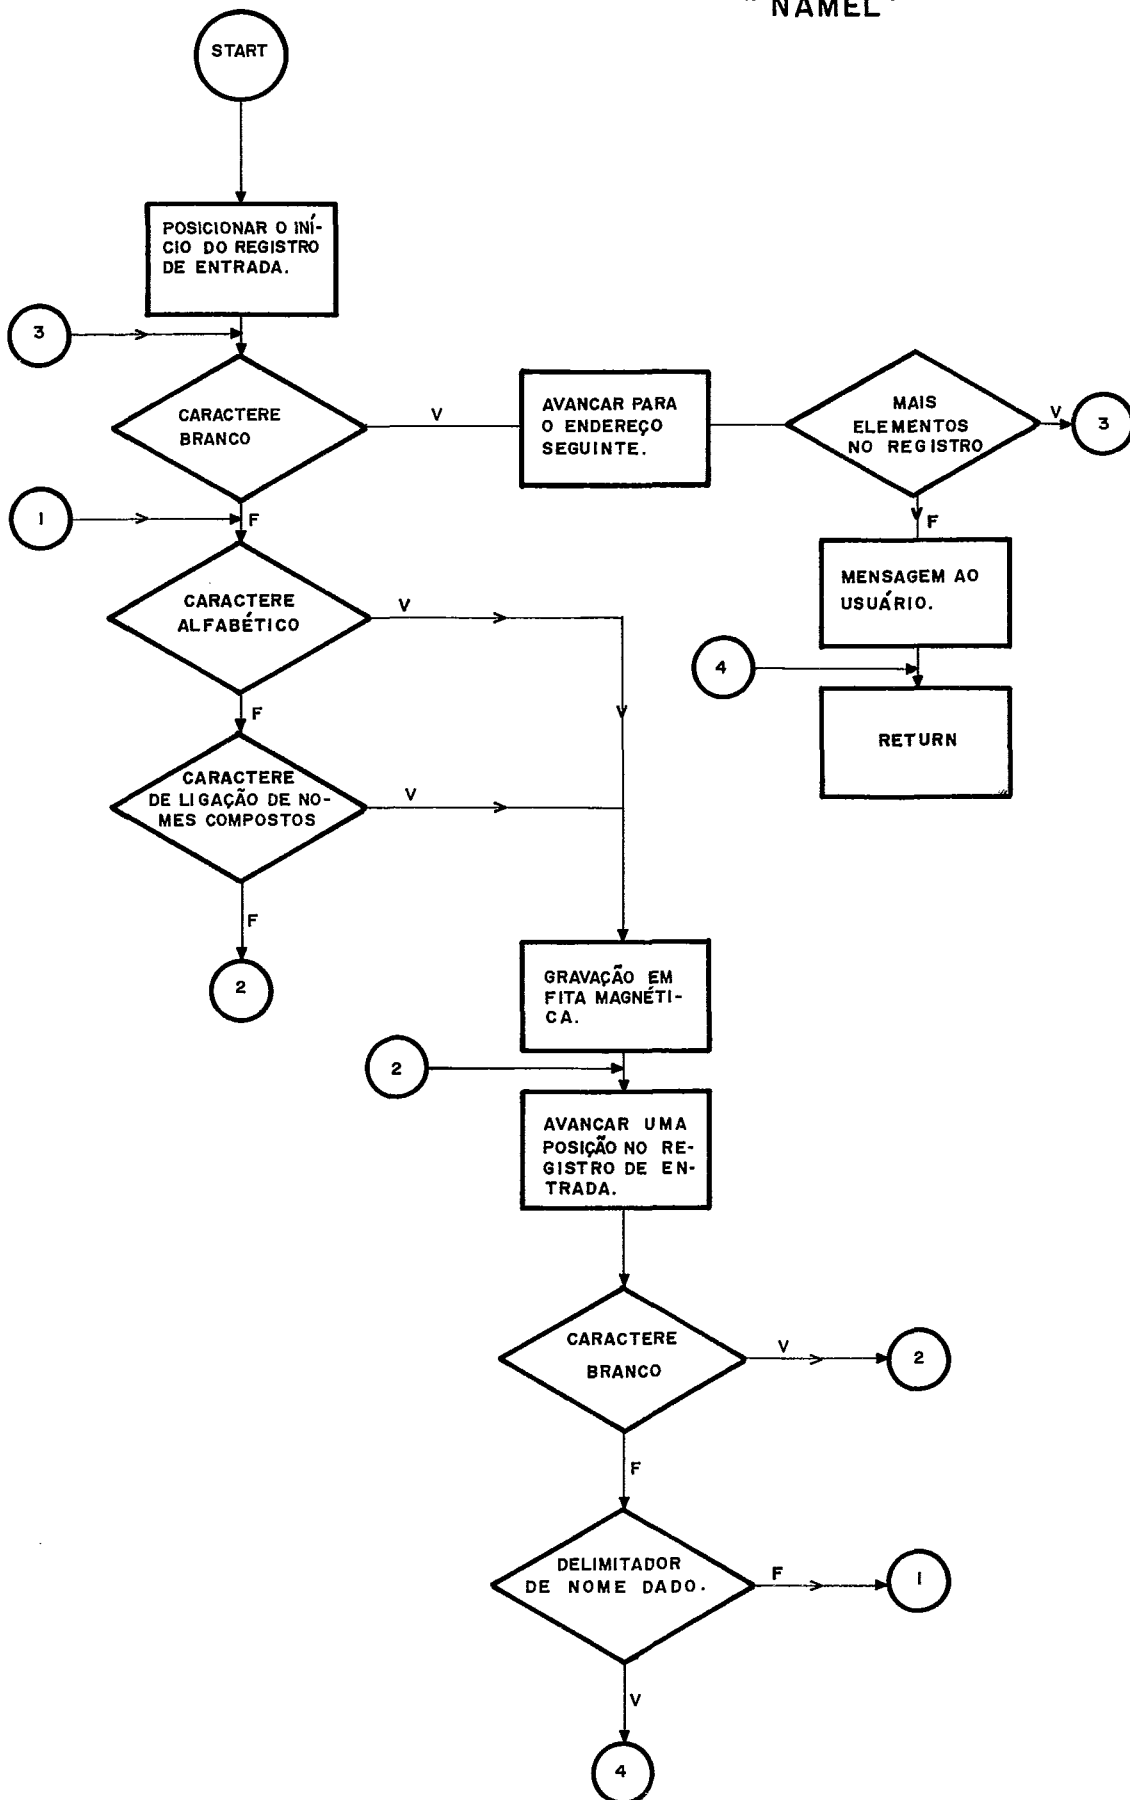 "NAMEL"
START
POSICIONAR O INÍ-
CIO DO REGISTRO
DE ENTRADA.
3
CARACTERE
BRANCO
V
AVANCAR PARA
O ENDEREÇO
SEGUINTE.
MAIS
ELEMENTOS
NO REGISTRO
V
3
F
1
F
MENSAGEM AO
USUÁRIO.
CARACTERE
ALFABÉTICO
V
4
RETURN
F
CARACTERE
DE LIGAÇÃO DE NO-
MES COMPOSTOS
V
F
2
GRAVAÇÃO EM
FITA MAGNÉTI-
CA.
2
AVANCAR UMA
POSIÇÃO NO RE-
GISTRO DE EN-
TRADA.
CARACTERE
BRANCO
V
2
F
DELIMITADOR
DE NOME DADO.
F
1
V
4